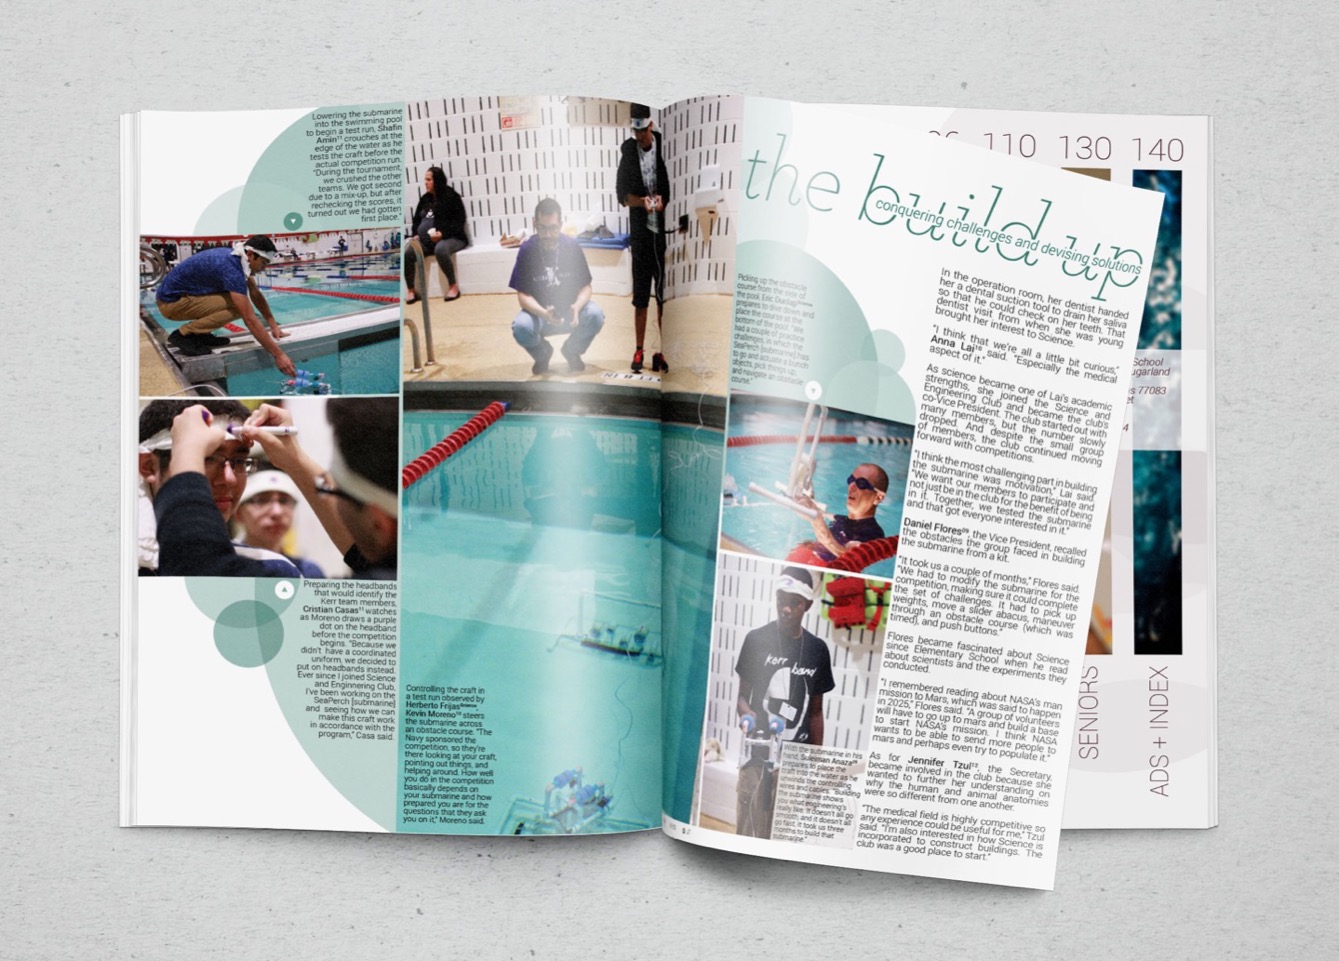 Lowering the submarine
into the swimming pool
to begin a test run, Shafin
Amin¹¹ crouches at the
edge of the water as he
tests the craft before the
actual competition run.
"During the tournament,
we crushed the other
teams. We got second
due to a mix-up, but after
rechecking the scores, it
turned out we had gotten
first place."
Preparing the headbands
that would identify the
Kerr team members,
Cristian Casas¹¹ watches
as Moreno draws a purple
dot on the headband
before the competition
begins. "Because we
didn't have a coordinated
uniform, we decided to
put on headbands instead.
Ever since I joined Science
and Enginnering Club,
I've been working on the
SeaPerch [submarine]
and seeing how we can
make this craft work
in accordance with the
program," Casa said.
Controlling the craft in
a test run observed by
Herberto Frijas Science,
Kevin Moreno¹² steers
the submarine across
an obstacle course. "The
Navy sponsored the
competition, so they're
there looking at your craft,
pointing out things, and
helping around. How well
you do in the competition
basically depends on
your submarine and how
prepared you are for the
questions that they ask
you on it," Moreno said.
the build up
conquering challenges and devising solutions
Picking up the obstacle
course from the side of
the pool, Eric
prepares to dive down and
place the course at the
bottom of the pool. "We
had a couple of practice
challenges, in which the
SeaPerch [submarine] has
to go and actuate a bunch
objects, pick things up,
and navigate an obstacle
course."
kerr band
With the submarine in his
hand, Suleiman
prepares to place the
craft into the water as he
unwinds the controlling
wires and cables. "Building
the submarine shows
you what engineering's
really like. It doesn't all go
smooth, and it doesn't all
go fast. It took us three
months to build that
submarine."
In the operation room, her dentist handed
her a dental suction tool to drain her saliva
so that he could check on her teeth. That
dentist visit from when she was young
brought her interest to Science.
"I think that we're all a little bit curious,"
Anna Lai¹⁰ said. "Especially the medical
aspect of it."
As science became one of Lai's academic
strengths, she joined the Science and
Engineering Club and became the club's
co-Vice President. The club started out with
many members, but the number slowly
dropped. And despite the small group
of members, the club continued moving
forward with competitions.
"I think the most challenging part in building
the submarine was motivation," Lai said.
"We want our members to participate and
not just be in the club for the benefit of being
in it. Together, we tested the submarine
and that got everyone interested in it."
Daniel Flores⁰⁹, the Vice President, recalled
the obstacles the group faced in building
the submarine from a kit.
"It took us a couple of months," Flores said.
"We had to modify the submarine for the
competition, making sure it could complete
the set of challenges. It had to pick up
weights, move a slider abacus, maneuver
through an obstacle course (which was
timed), and push buttons."
Flores became fascinated about Science
since Elementary School when he read
about scientists and the experiments they
conducted.
"I remembered reading about NASA's man
mission to Mars, which was said to happen
in 2025," Flores said. "A group of volunteers
will have to go up to mars and build a base
to start NASA's mission. I think NASA
wants to be able to send more people to
mars and perhaps even try to populate it."
As for Jennifer Tzul¹², the Secretary,
became involved in the club because she
wanted to further her understanding on
why the human and animal anatomies
were so different from one another.
"The medical field is highly competitive so
any experience could be useful for me," Tzul
said. "I'm also interested in how Science is
incorporated to construct buildings. The
club was a good place to start."
110 130 140
School
ugarland
s 77083
SENIORS
ADS + INDEX